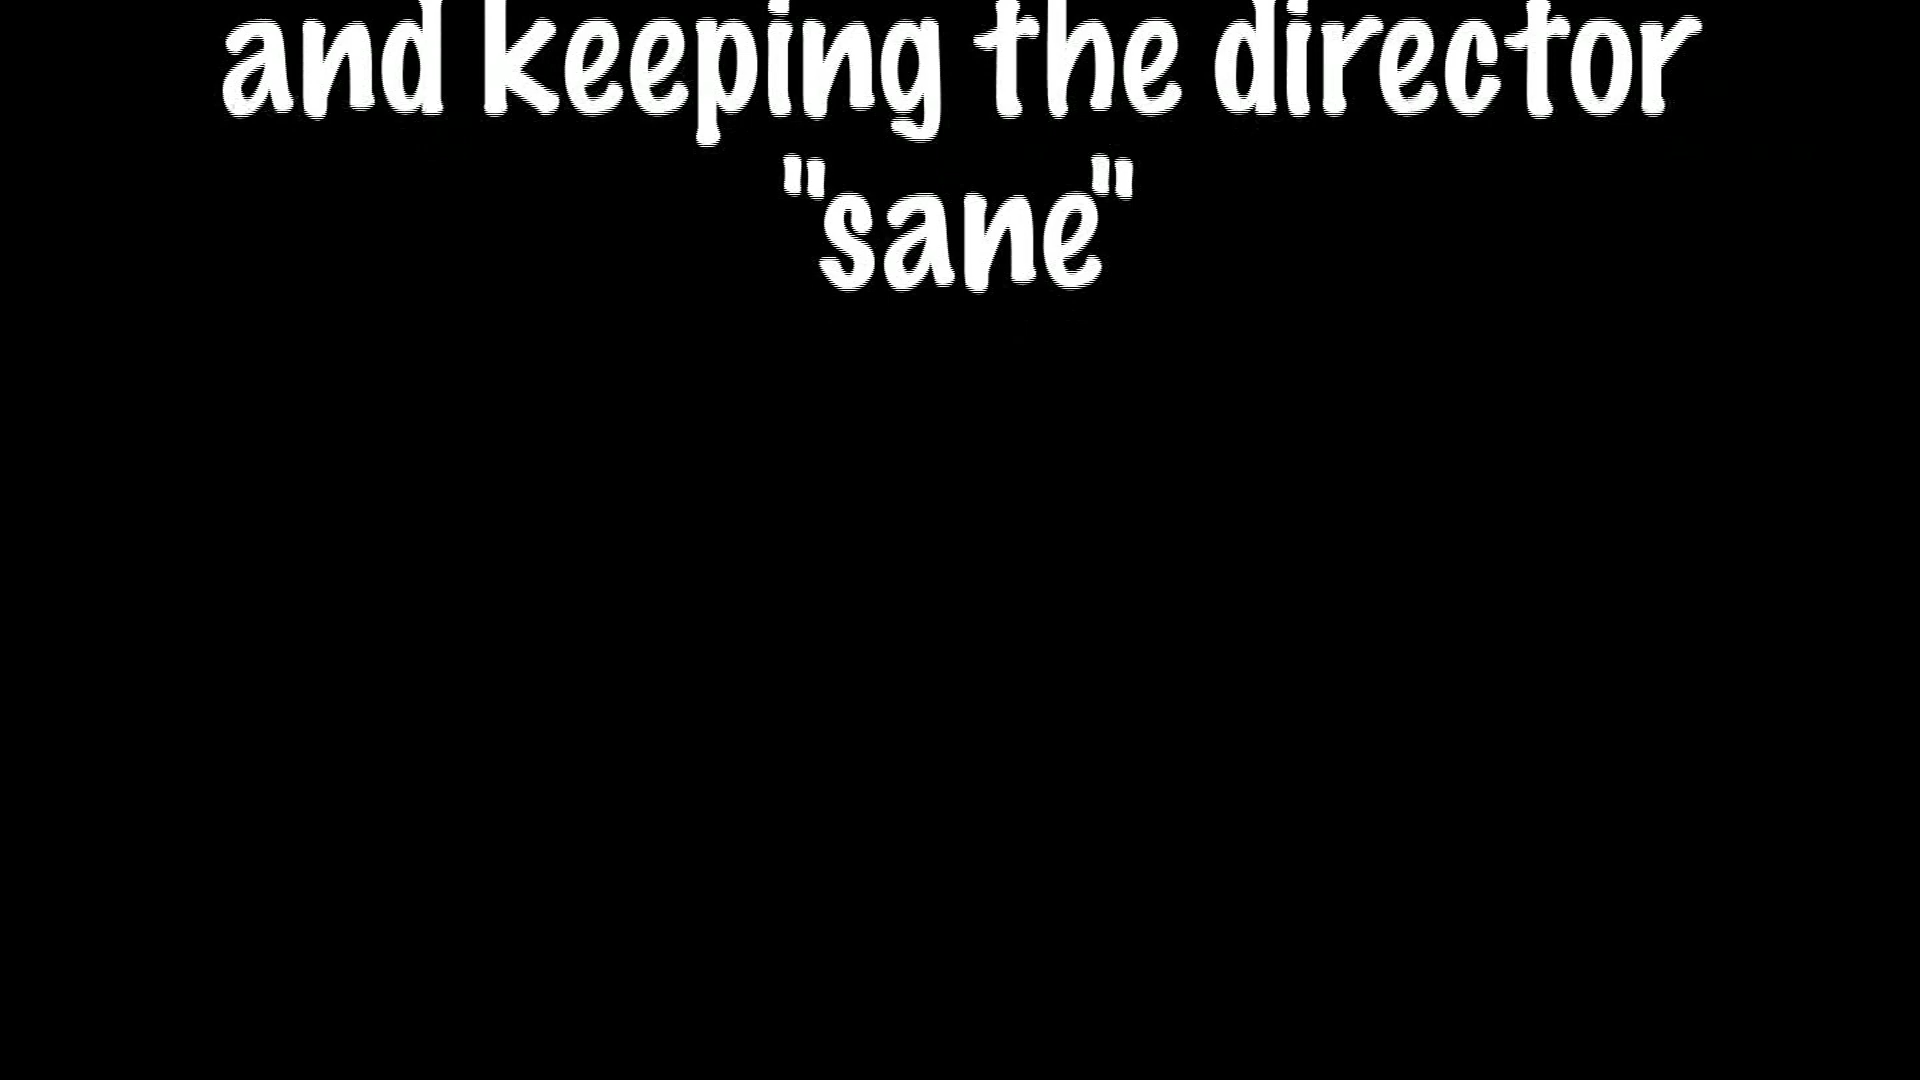 and keeping the director
"sane"